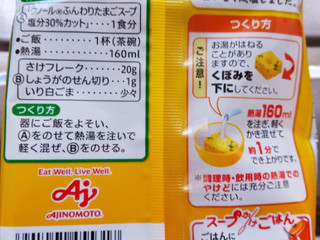 「クノール®ふんわりたまごスープ
塩分30%カット」……1食分
●ご飯………1杯(茶碗)
●熱湯………160ml
Ⓐ さけフレーク………20g
しょうがのせん切り…1g
Ⓑいり白ごま………少々
つくり方
器にご飯をよそい、
Ⓐをのせて熱湯を注いで
軽く混ぜ、Ⓑをのせる。
Eat Well, Live Well.
Aj
AJINOMOTO
つくり方
ご注意!
お湯がはねる
ことがあります
ので、
くぼみを
下にしてください。
熱湯160ml
を注ぎ、軽く
かき混ぜて
約1分で
でき上がりです。
※調理時・飲用時の熱湯での
やけどには充分ご注意
ください。
スープかけごはん
ごはんに